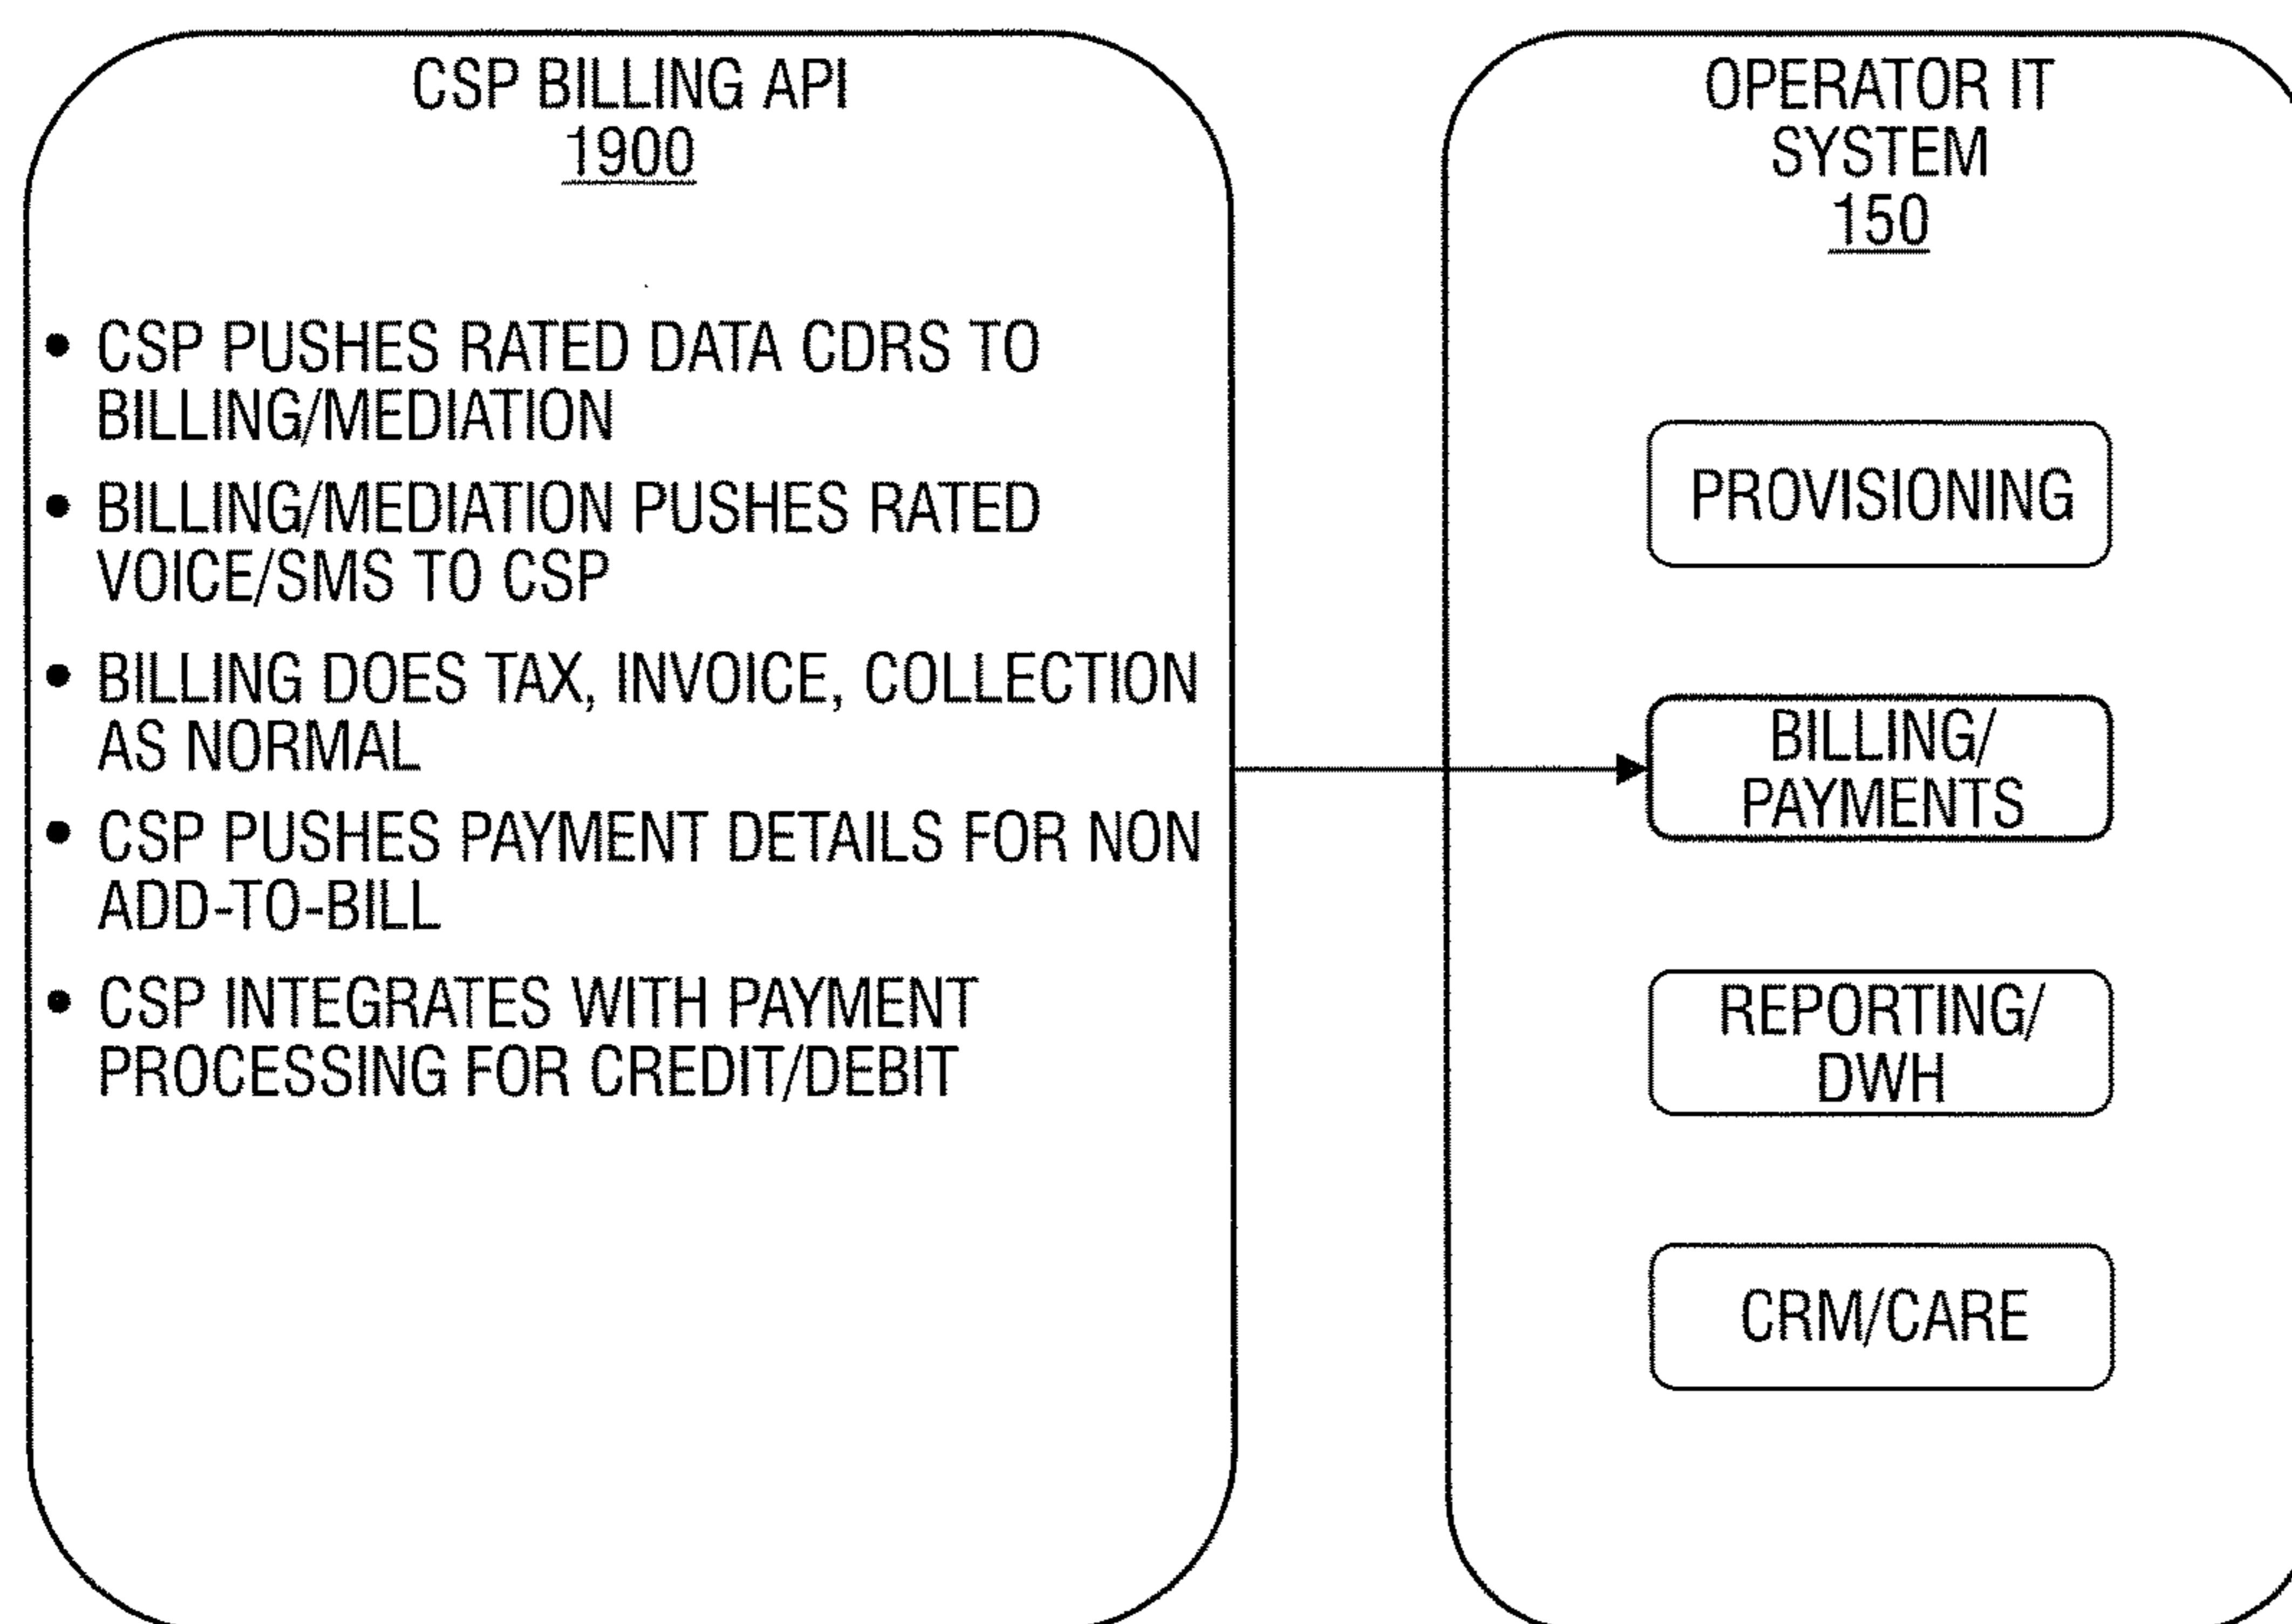 CSP BILLING API
1900
• CSP PUSHES RATED DATA CDRS TO
BILLING/MEDIATION
• BILLING/MEDIATION PUSHES RATED
VOICE/SMS TO CSP
• BILLING DOES TAX, INVOICE, COLLECTION
AS NORMAL
• CSP PUSHES PAYMENT DETAILS FOR NON
ADD-TO-BILL
• CSP INTEGRATES WITH PAYMENT
PROCESSING FOR CREDIT/DEBIT
OPERATOR IT
SYSTEM
150
PROVISIONING
BILLING/
PAYMENTS
REPORTING/
DWH
CRM/CARE